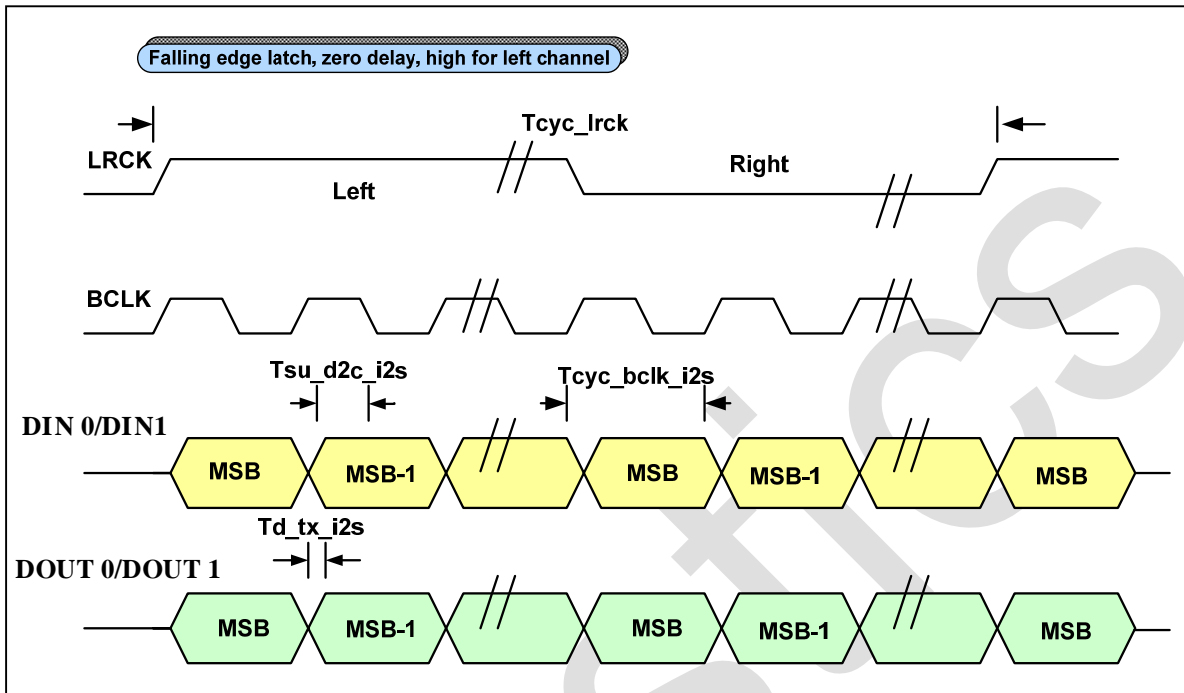 Falling edge latch, zero delay, high for left channel
Tcyc_lrck
LRCK
Left
Right
BCLK
Tsu_d2c_i2s
Tcyc_bclk_i2s
DIN 0/DIN1
MSB
MSB-1
MSB
MSB-1
MSB
Td_tx_i2s
DOUT 0/DOUT 1
MSB
MSB-1
MSB
MSB-1
MSB
stics